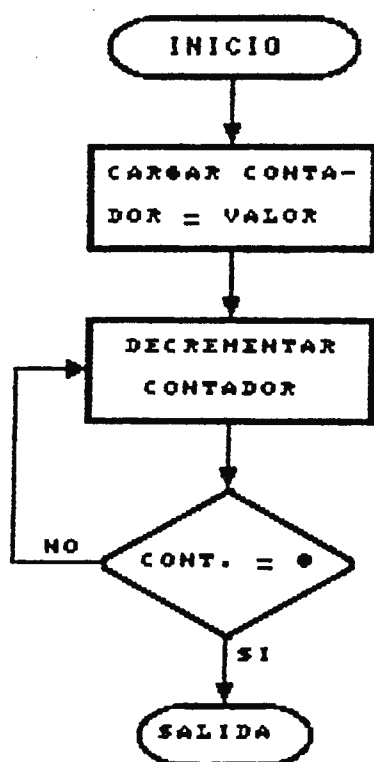 INICIO
CARGAR CONTA-
DOR = VALOR
DECREMENTAR
CONTADOR
NO
CONT. = 0
SI
SALIDA